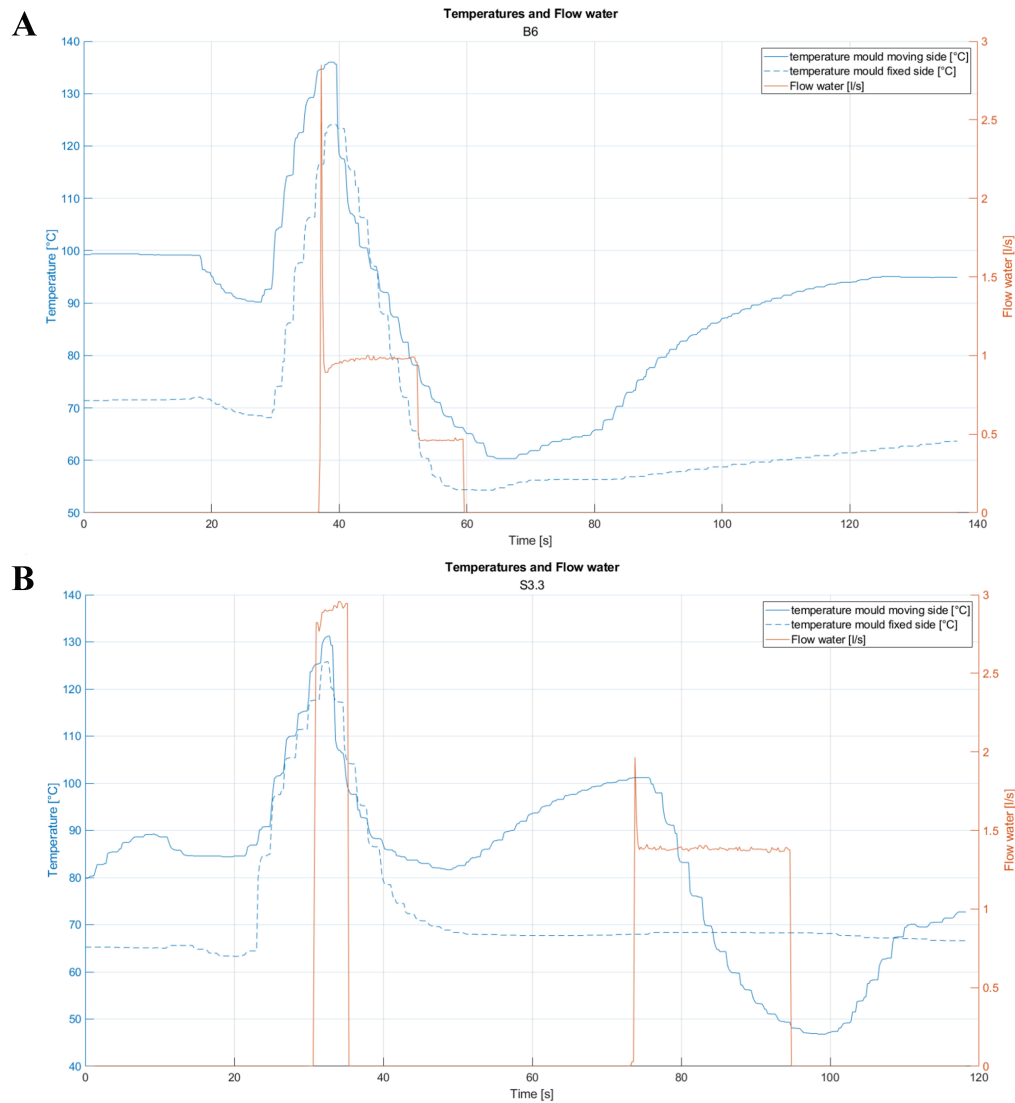 A
Temperatures and Flow water
B6
temperature mould moving side [°C]
temperature mould fixed side [°C]
Flow water [l/s]
140
130
120
110
100
90
80
70
60
50
Temperature [°C]
3
2.5
2
1.5
1
0.5
0
Flow water [l/s]
0 20 40 60 80 100 120 140
Time [s]
B
Temperatures and Flow water
S3.3
temperature mould moving side [°C]
temperature mould fixed side [°C]
Flow water [l/s]
140
130
120
110
100
90
80
70
60
50
40
Temperature [°C]
3
2.5
2
1.5
1
0.5
0
Flow water [l/s]
0 20 40 60 80 100 120
Time [s]